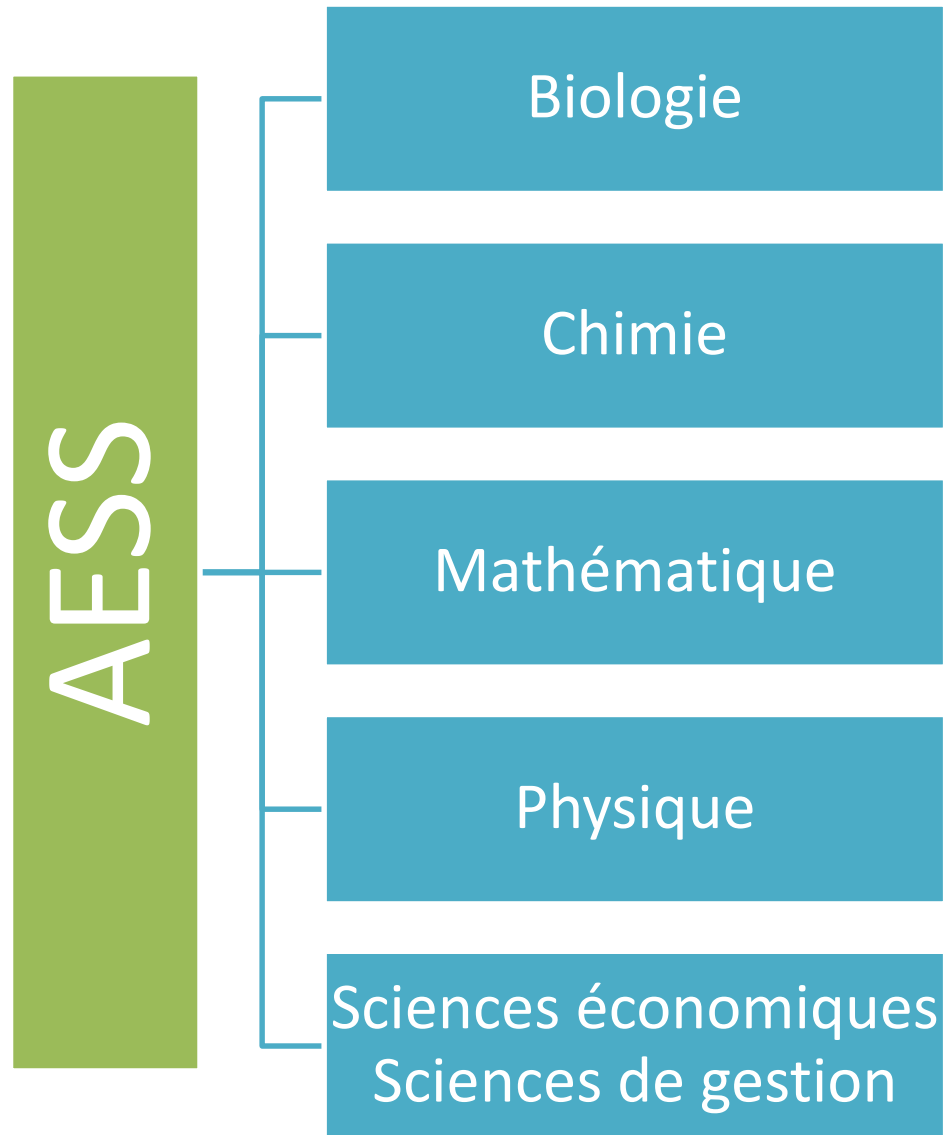 AESS
Biologie
Chimie
Mathématique
Physique
Sciences économiques
Sciences de gestion